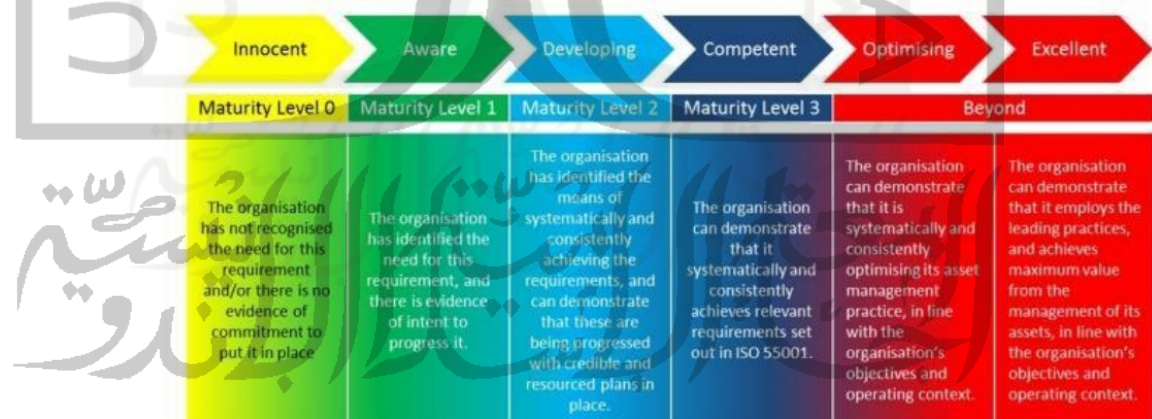 Innocent
Aware
Developing
Competent
Optimising
Excellent
Maturity Level 0
Maturity Level 1
Maturity Level 2
Maturity Level 3
Beyond
The organisation
has not recognised
the need for this
requirement
and/or there is no
evidence of
commitment to
put it in place
The organisation
has identified the
need for this
requirement, and
there is evidence
of intent to
progress it.
The organisation
has identified the
means of
systematically and
consistently
achieving the
requirements, and
can demonstrate
that these are
being progressed
with credible and
resourced plans in
place.
The organisation
can demonstrate
that it
systematically and
consistently
achieves relevant
requirements set
out in ISO 55001.
The organisation
can demonstrate
that it is
systematically and
consistently
optimising its asset
management
practice, in line
with the
organisation's
objectives and
operating context.
The organisation
can demonstrate
that it employs the
leading practices,
and achieves
maximum value
from the
management of its
assets, in line with
the organisation's
objectives and
operating context.